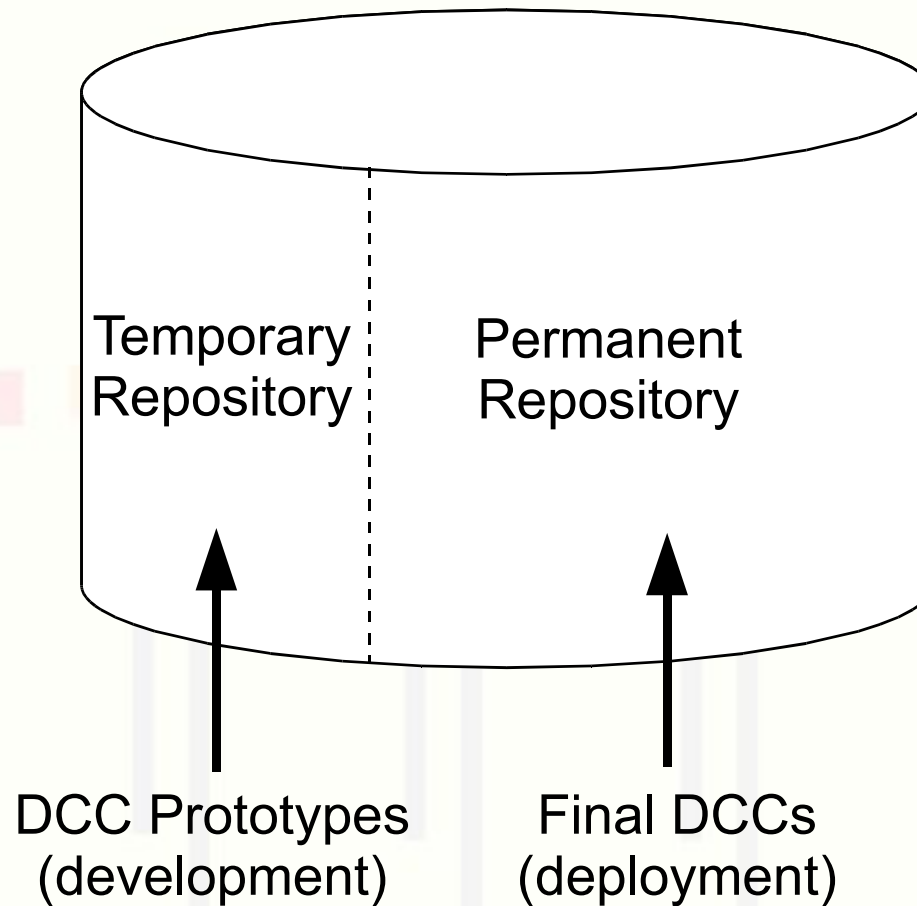 Temporary
Repository
Permanent
Repository
DCC Prototypes
(development)
Final DCCs
(deployment)